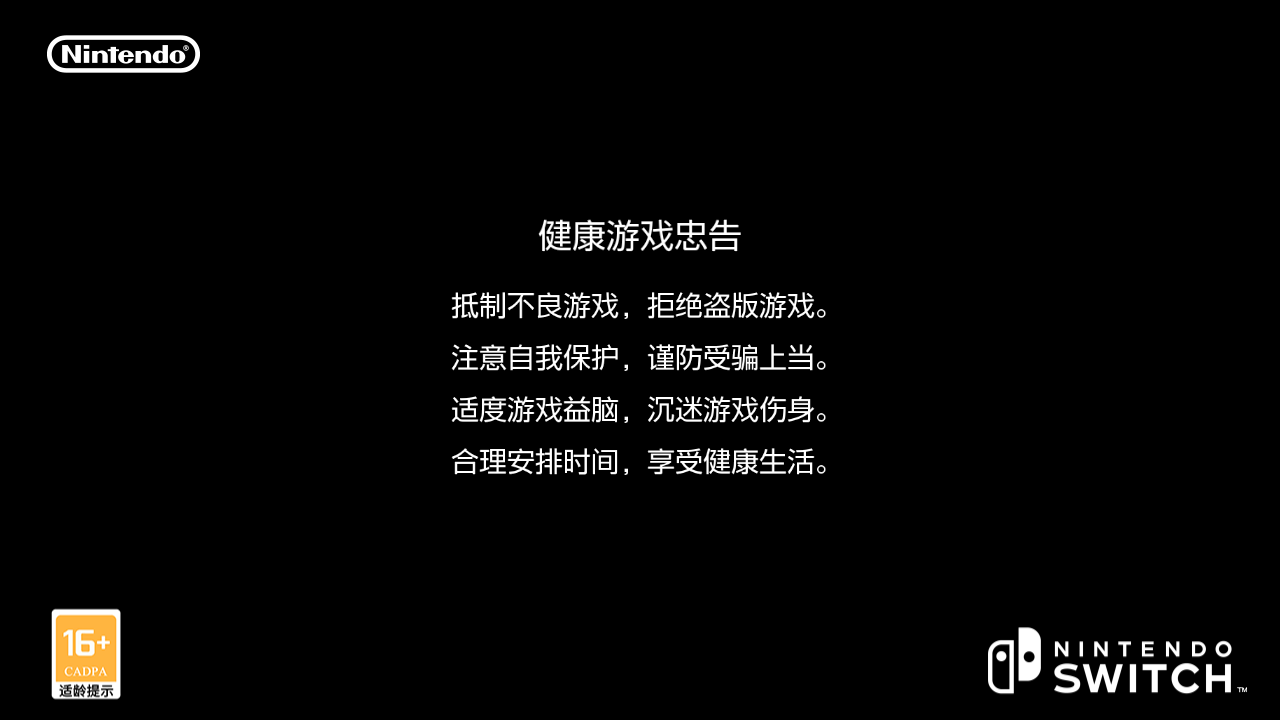 Nintendo®
健康游戏忠告
抵制不良游戏，拒绝盗版游戏。
注意自我保护，谨防受骗上当。
适度游戏益脑，沉迷游戏伤身。
合理安排时间，享受健康生活。
16+
CADPA
适龄提示
NINTENDO
SWITCH™